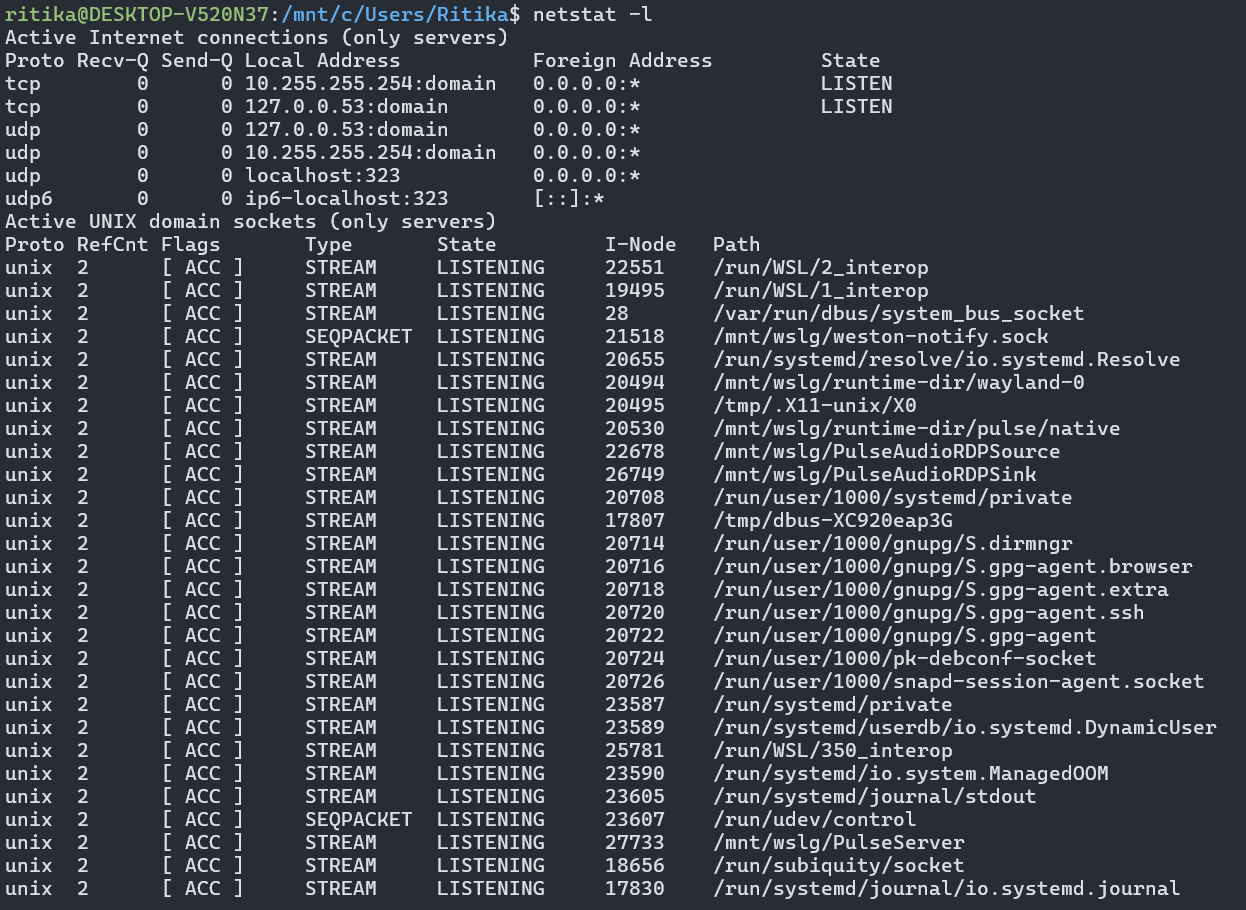 ritika@DESKTOP-V520N37:/mnt/c/Users/Ritika$ netstat -l
Active Internet connections (only servers)
Proto Recv-Q Send-Q Local Address           Foreign Address         State
tcp        0      0 10.255.255.254:domain   0.0.0.0:*               LISTEN
tcp        0      0 127.0.0.53:domain       0.0.0.0:*               LISTEN
udp        0      0 127.0.0.53:domain       0.0.0.0:*
udp        0      0 10.255.255.254:domain   0.0.0.0:*
udp        0      0 localhost:323           0.0.0.0:*
udp6       0      0 ip6-localhost:323       [::]:*
Active UNIX domain sockets (only servers)
Proto RefCnt Flags       Type       State         I-Node   Path
unix  2      [ ACC ]     STREAM     LISTENING     22551    /run/WSL/2_interop
unix  2      [ ACC ]     STREAM     LISTENING     19495    /run/WSL/1_interop
unix  2      [ ACC ]     STREAM     LISTENING     28       /var/run/dbus/system_bus_socket
unix  2      [ ACC ]     SEQPACKET  LISTENING     21518    /mnt/wslg/weston-notify.sock
unix  2      [ ACC ]     STREAM     LISTENING     20655    /run/systemd/resolve/io.systemd.Resolve
unix  2      [ ACC ]     STREAM     LISTENING     20494    /mnt/wslg/runtime-dir/wayland-0
unix  2      [ ACC ]     STREAM     LISTENING     20495    /tmp/.X11-unix/X0
unix  2      [ ACC ]     STREAM     LISTENING     20530    /mnt/wslg/runtime-dir/pulse/native
unix  2      [ ACC ]     STREAM     LISTENING     22678    /mnt/wslg/PulseAudioRDPSource
unix  2      [ ACC ]     STREAM     LISTENING     26749    /mnt/wslg/PulseAudioRDPSink
unix  2      [ ACC ]     STREAM     LISTENING     20708    /run/user/1000/systemd/private
unix  2      [ ACC ]     STREAM     LISTENING     17807    /tmp/dbus-XC920eap3G
unix  2      [ ACC ]     STREAM     LISTENING     20714    /run/user/1000/gnupg/S.dirmngr
unix  2      [ ACC ]     STREAM     LISTENING     20716    /run/user/1000/gnupg/S.gpg-agent.browser
unix  2      [ ACC ]     STREAM     LISTENING     20718    /run/user/1000/gnupg/S.gpg-agent.extra
unix  2      [ ACC ]     STREAM     LISTENING     20720    /run/user/1000/gnupg/S.gpg-agent.ssh
unix  2      [ ACC ]     STREAM     LISTENING     20722    /run/user/1000/gnupg/S.gpg-agent
unix  2      [ ACC ]     STREAM     LISTENING     20724    /run/user/1000/pk-debconf-socket
unix  2      [ ACC ]     STREAM     LISTENING     20726    /run/user/1000/snapd-session-agent.socket
unix  2      [ ACC ]     STREAM     LISTENING     23587    /run/systemd/private
unix  2      [ ACC ]     STREAM     LISTENING     23589    /run/systemd/userdb/io.systemd.DynamicUser
unix  2      [ ACC ]     STREAM     LISTENING     25781    /run/WSL/350_interop
unix  2      [ ACC ]     STREAM     LISTENING     23590    /run/systemd/io.system.ManagedOOM
unix  2      [ ACC ]     STREAM     LISTENING     23605    /run/systemd/journal/stdout
unix  2      [ ACC ]     SEQPACKET  LISTENING     23607    /run/udev/control
unix  2      [ ACC ]     STREAM     LISTENING     27733    /mnt/wslg/PulseServer
unix  2      [ ACC ]     STREAM     LISTENING     18656    /run/subiquity/socket
unix  2      [ ACC ]     STREAM     LISTENING     17830    /run/systemd/journal/io.systemd.journal